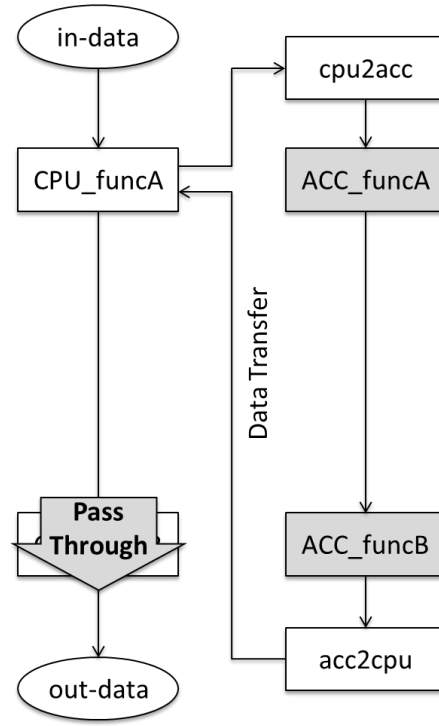 in-data
cpu2acc
CPU_funcA
ACC_funcA
Data Transfer
Pass
Through
ACC_funcB
acc2cpu
out-data